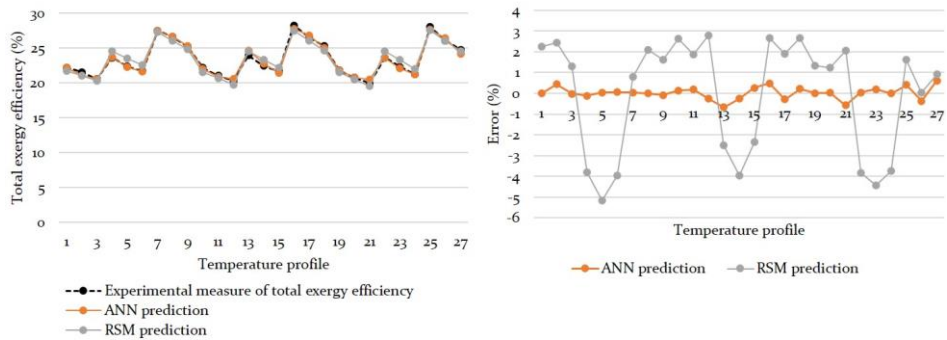 Total exergy efficiency (%)
30
25
20
15
10
5
0
1 3 5 7 9 11 13 15 17 19 21 23 25 27
Temperature profile
Experimental measure of total exergy efficiency
ANN prediction
RSM prediction
Error (%)
4
3
2
1
0
-1
-2
-3
-4
-5
-6
1 3 5 7 9 11 13 15 17 19 21 23 25 27
Temperature profile
ANN prediction RSM prediction